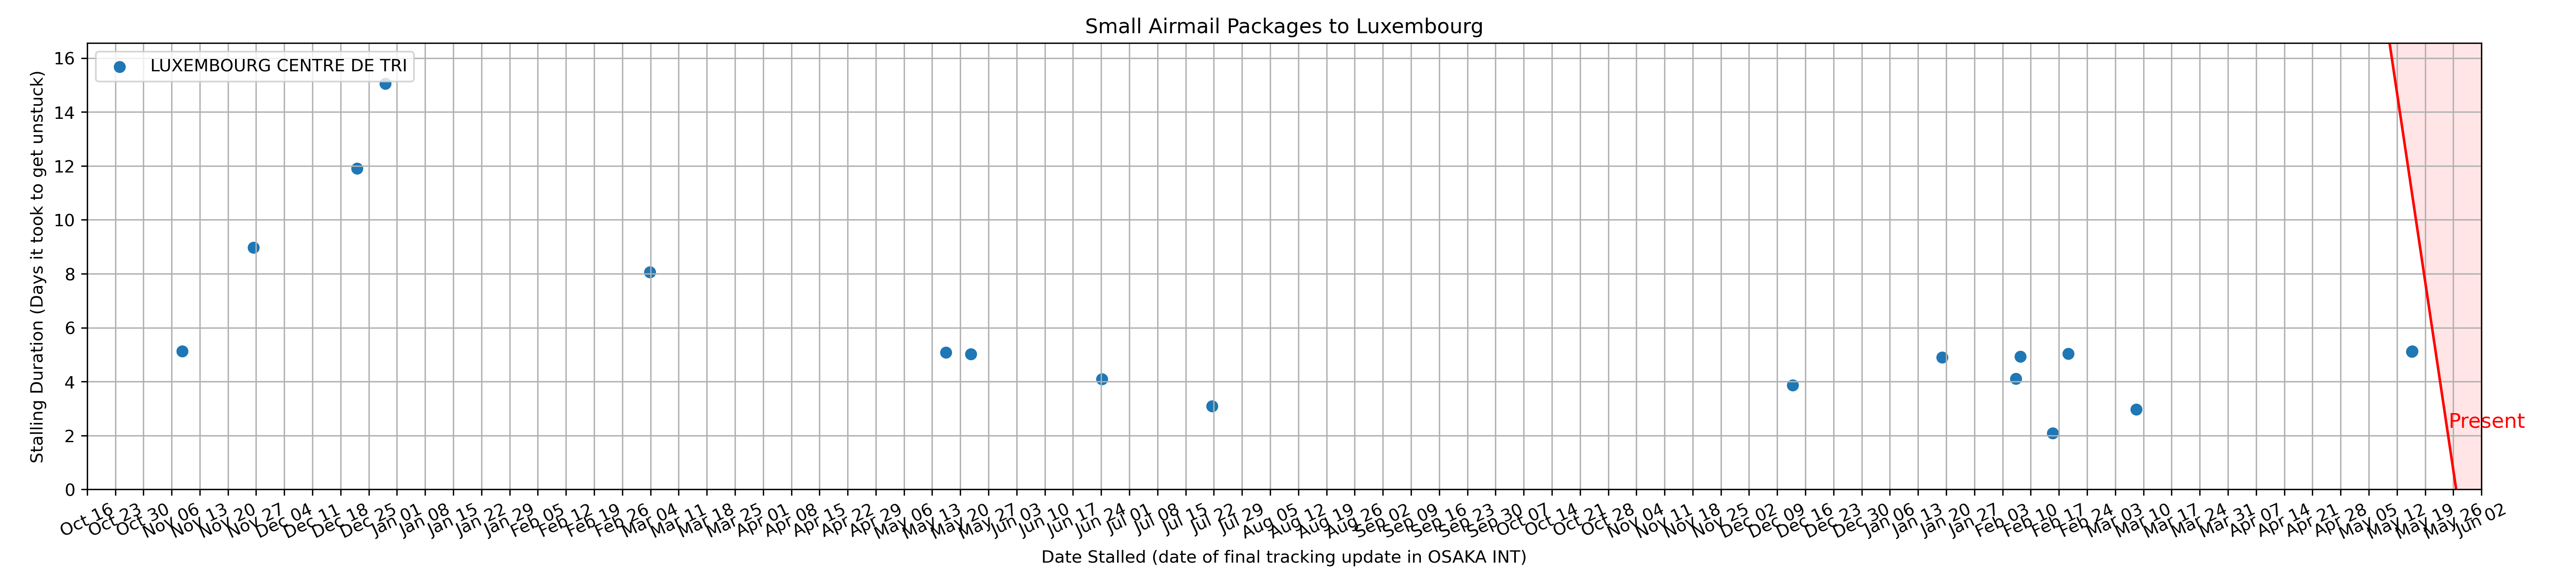 Small Airmail Packages to Luxembourg
LUXEMBOURG CENTRE DE TRI
Stalling Duration (Days it took to get unstuck)
16
14
12
10
8
6
4
2
0
Present
Oct 16 Oct 23 Oct 30 Nov 06 Nov 13 Nov 20 Nov 27 Dec 04 Dec 11 Dec 18 Dec 25 Jan 01 Jan 08 Jan 15 Jan 22 Jan 29 Feb 05 Feb 12 Feb 19 Feb 26 Mar 04 Mar 11 Mar 18 Mar 25 Apr 01 Apr 08 Apr 15 Apr 22 Apr 29 May 06 May 13 May 20 May 27 Jun 03 Jun 10 Jun 17 Jun 24 Jul 01 Jul 08 Jul 15 Jul 22 Jul 29 Aug 05 Aug 12 Aug 19 Aug 26 Sep 02 Sep 09 Sep 16 Sep 23 Sep 30 Oct 07 Oct 14 Oct 21 Oct 28 Nov 04 Nov 11 Nov 18 Nov 25 Dec 02 Dec 09 Dec 16 Dec 23 Dec 30 Jan 06 Jan 13 Jan 20 Jan 27 Feb 03 Feb 10 Feb 17 Feb 24 Mar 03 Mar 10 Mar 17 Mar 24 Mar 31 Apr 07 Apr 14 Apr 21 Apr 28 May 05 May 12 May 19 May 26 Jun 02
Date Stalled (date of final tracking update in OSAKA INT)